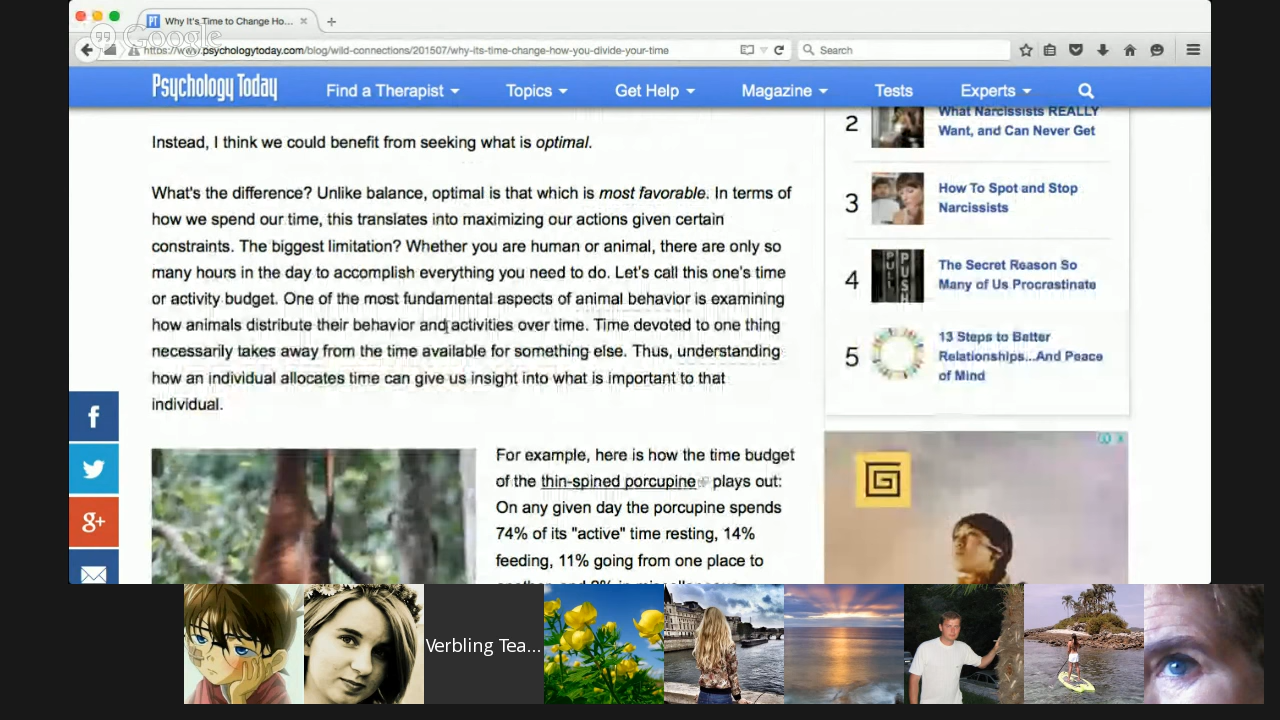 Why It's Time to Change Ho...
Google
https://www.psychologytoday.com/blog/wild-connections/201507/why-its-time-change-how-you-divide-your-time
Search
Psychology Today
Find a Therapist
Topics
Get Help
Magazine
Tests
Experts
Instead, I think we could benefit from seeking what is optimal.
What's the difference? Unlike balance, optimal is that which is most favorable. In terms of
how we spend our time, this translates into maximizing our actions given certain
constraints. The biggest limitation? Whether you are human or animal, there are only so
many hours in the day to accomplish everything you need to do. Let's call this one's time
or activity budget. One of the most fundamental aspects of animal behavior is examining
how animals distribute their behavior and activities over time. Time devoted to one thing
necessarily takes away from the time available for something else. Thus, understanding
how an individual allocates time can give us insight into what is important to that
individual.
For example, here is how the time budget
of the thin-spined porcupine plays out:
On any given day the porcupine spends
74% of its "active" time resting, 14%
feeding, 11% going from one place to
2
What Narcissists REALLY
Want, and Can Never Get
3
How To Spot and Stop
Narcissists
4
The Secret Reason So
Many of Us Procrastinate
5
13 Steps to Better
Relationships...And Peace
of Mind
PULL
PUSH
f
g+
Verbling Tea...